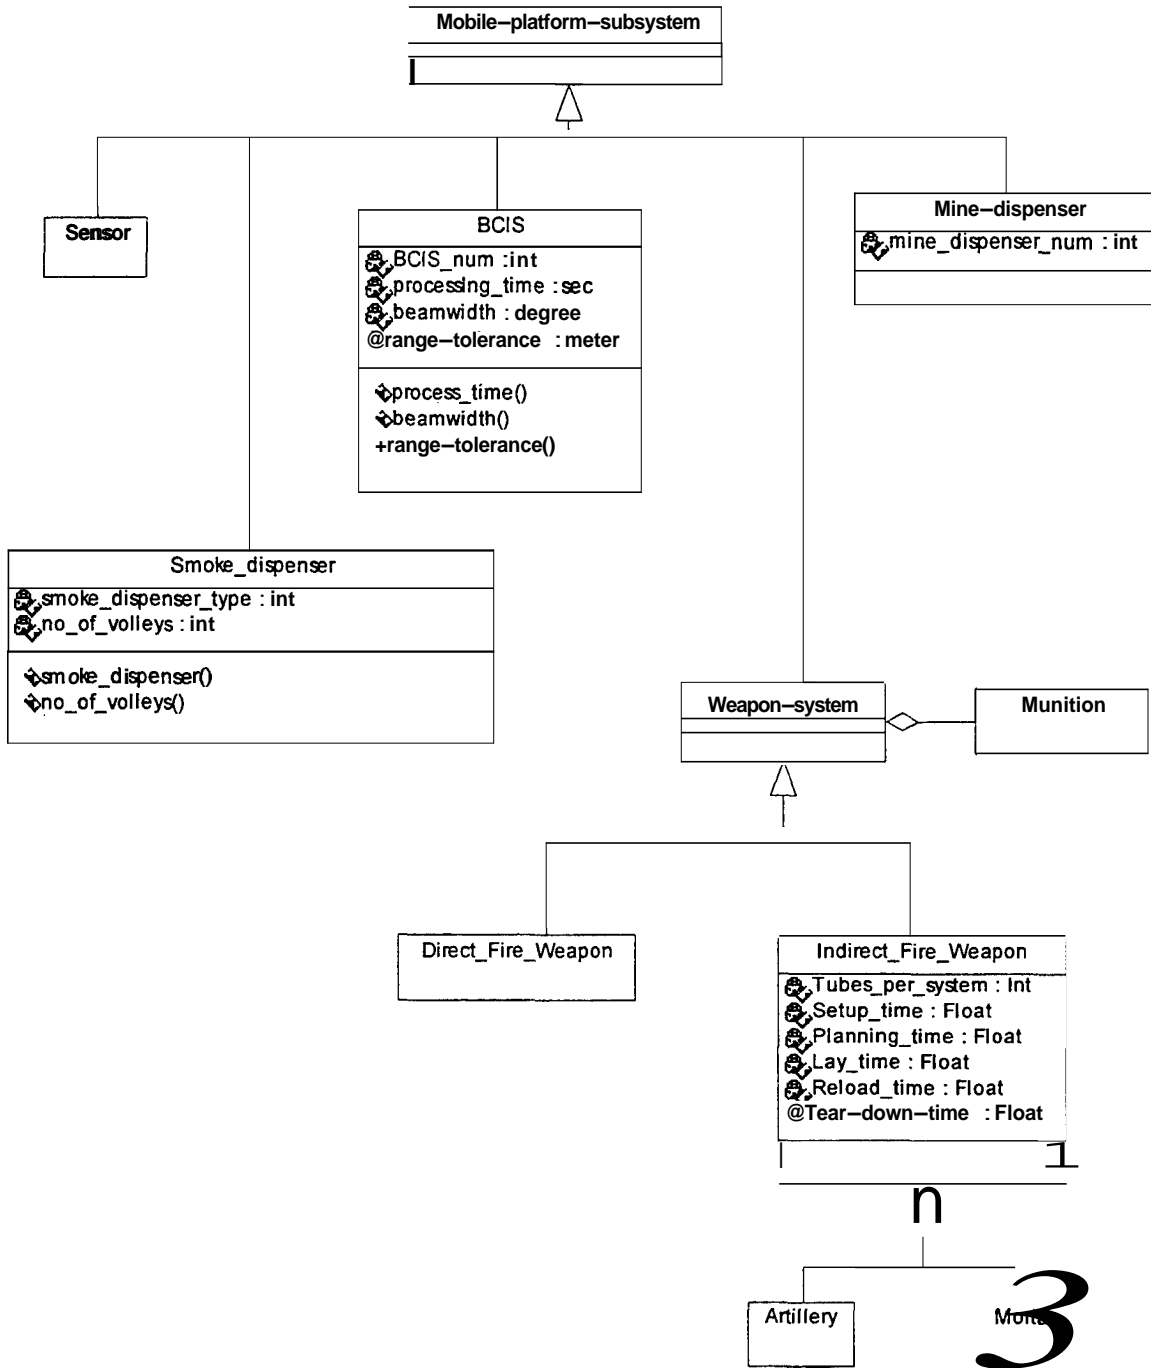 Mobile–platform–subsystem
Sensor
BCIS
BCIS_num : int
processing_time : sec
beamwidth : degree
@range–tolerance : meter
process_time()
beamwidth()
+range–tolerance()
Mine–dispenser
mine_dispenser_num : int
Smoke_dispenser
smoke_dispenser_type : int
no_of_volleys : int
smoke_dispenser()
no_of_volleys()
Weapon–system
Munition
Direct_Fire_Weapon
Indirect_Fire_Weapon
Tubes_per_system : Int
Setup_time : Float
Planning_time : Float
Lay_time : Float
Reload_time : Float
@Tear–down–time : Float
1
n
Artillery
3